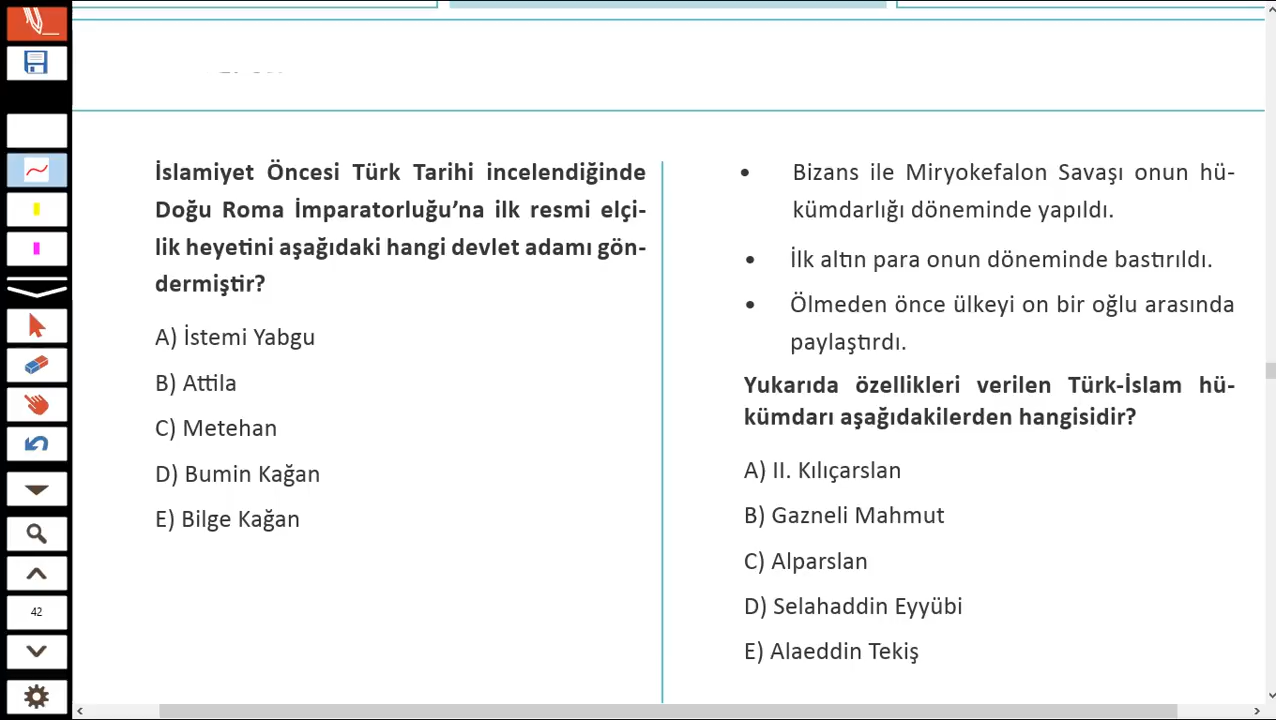 İslamiyet Öncesi Türk Tarihi incelendiğinde
Doğu Roma İmparatorluğu’na ilk resmi elçi-
lik heyetini aşağıdaki hangi devlet adamı gön-
dermiştir?
A) İstemi Yabgu
B) Attila
C) Metehan
D) Bumin Kağan
E) Bilge Kağan
• Bizans ile Miryokefalon Savaşı onun hü-
kümdarlığı döneminde yapıldı.
• İlk altın para onun döneminde bastırıldı.
• Ölmeden önce ülkeyi on bir oğlu arasında
paylaştırdı.
Yukarıda özellikleri verilen Türk-İslam hü-
kümdarı aşağıdakilerden hangisidir?
A) II. Kılıçarslan
B) Gazneli Mahmut
C) Alparslan
D) Selahaddin Eyyübi
E) Alaeddin Tekiş
42